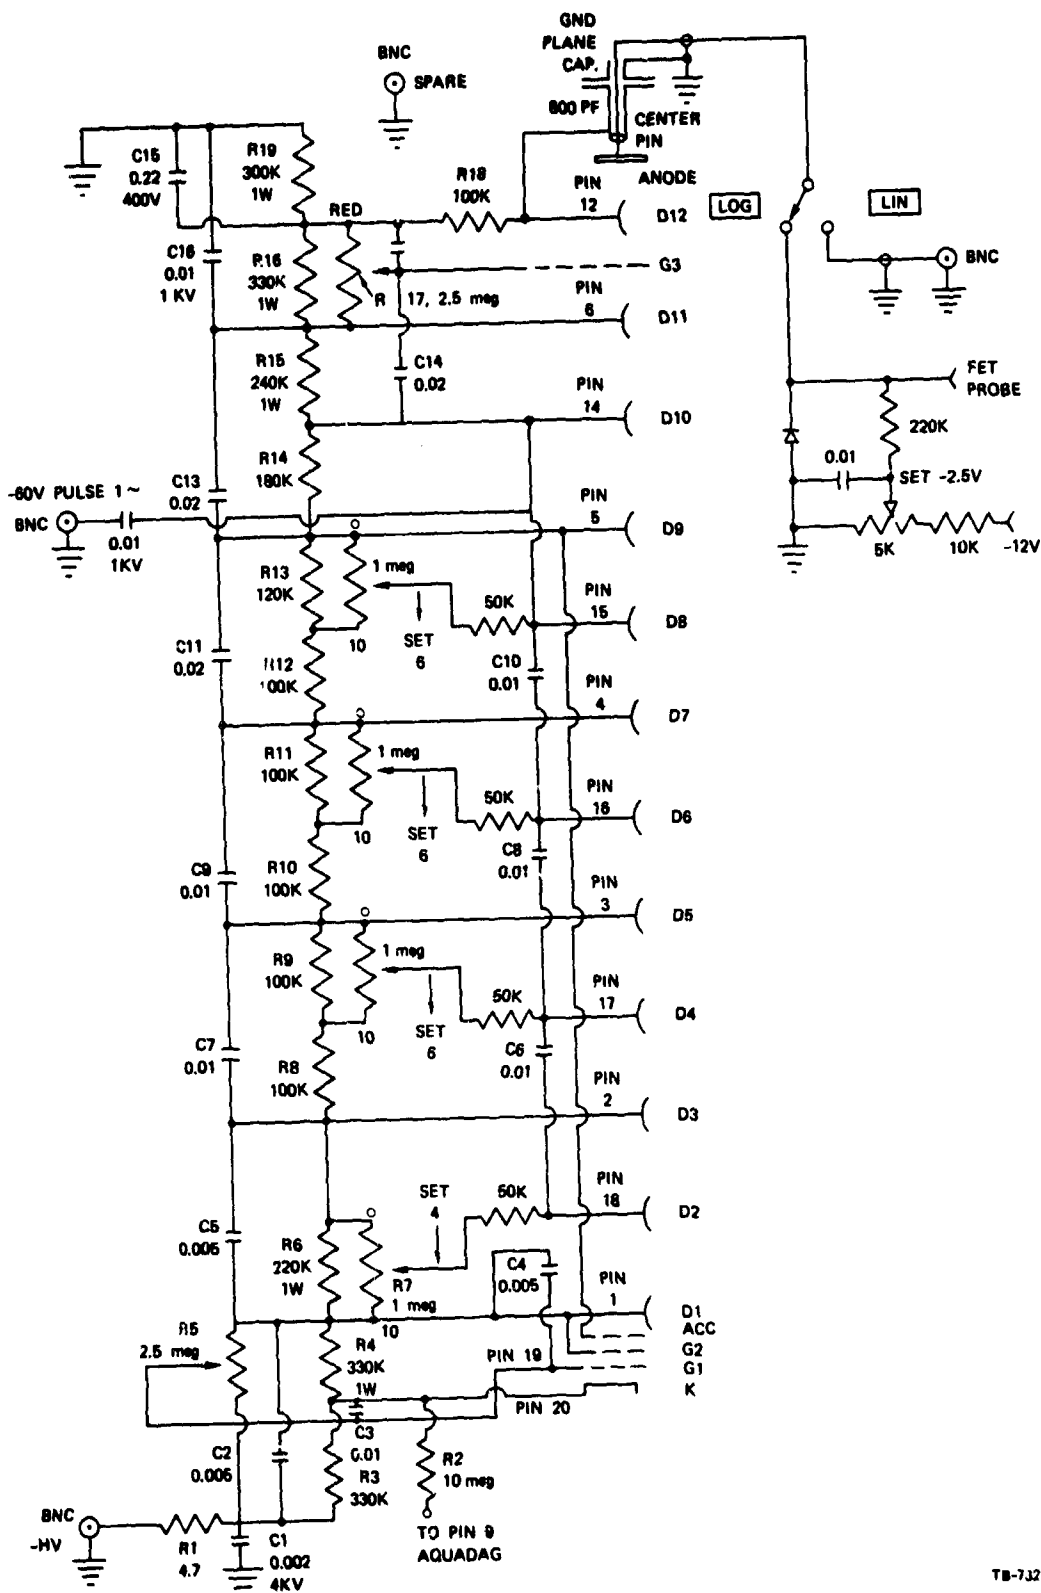 GND
PLANE
CAP.
BNC
SPARE
800 PF
CENTER
PIN
ANODE
C15
0.22
400V
R19
300K
1W
R18
100K
PIN
12
D12
LOG
LIN
RED
C16
0.01
1 KV
R16
330K
1W
G3
BNC
R 17, 2.5 meg
PIN
6
D11
R15
240K
1W
C14
0.02
FET
PROBE
PIN
14
D10
220K
R14
180K
0.01
SET -2.5V
C13
0.02
-60V PULSE 1~
BNC
0.01
1KV
PIN
5
D9
5K
10K
-12V
R13
120K
1 meg
50K
PIN
15
D8
10
SET
6
C11
0.02
R12
100K
C10
0.01
PIN
4
D7
R11
100K
1 meg
50K
PIN
16
D6
10
SET
6
C9
0.01
R10
100K
C8
0.01
PIN
3
D5
R9
100K
1 meg
50K
PIN
17
D4
10
SET
6
C7
0.01
R8
100K
C6
0.01
PIN
2
D3
SET
4
50K
PIN
18
D2
C5
0.005
R6
220K
1W
R7
1 meg
10
C4
0.005
PIN
1
D1
ACC
G2
G1
K
R5
2.5 meg
R4
330K
1W
PIN 19
PIN 20
C2
0.005
C3
0.01
R3
330K
R2
10 meg
BNC
-HV
R1
4.7
C1
0.002
4KV
TO PIN 9
AQUADAG
TB-732